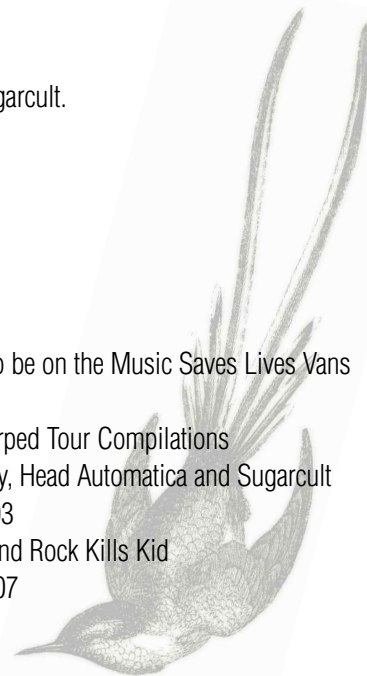 garcult.
o be on the Music Saves Lives Vans
rped Tour Compilations
y, Head Automatica and Sugarcult
03
nd Rock Kills Kid
07